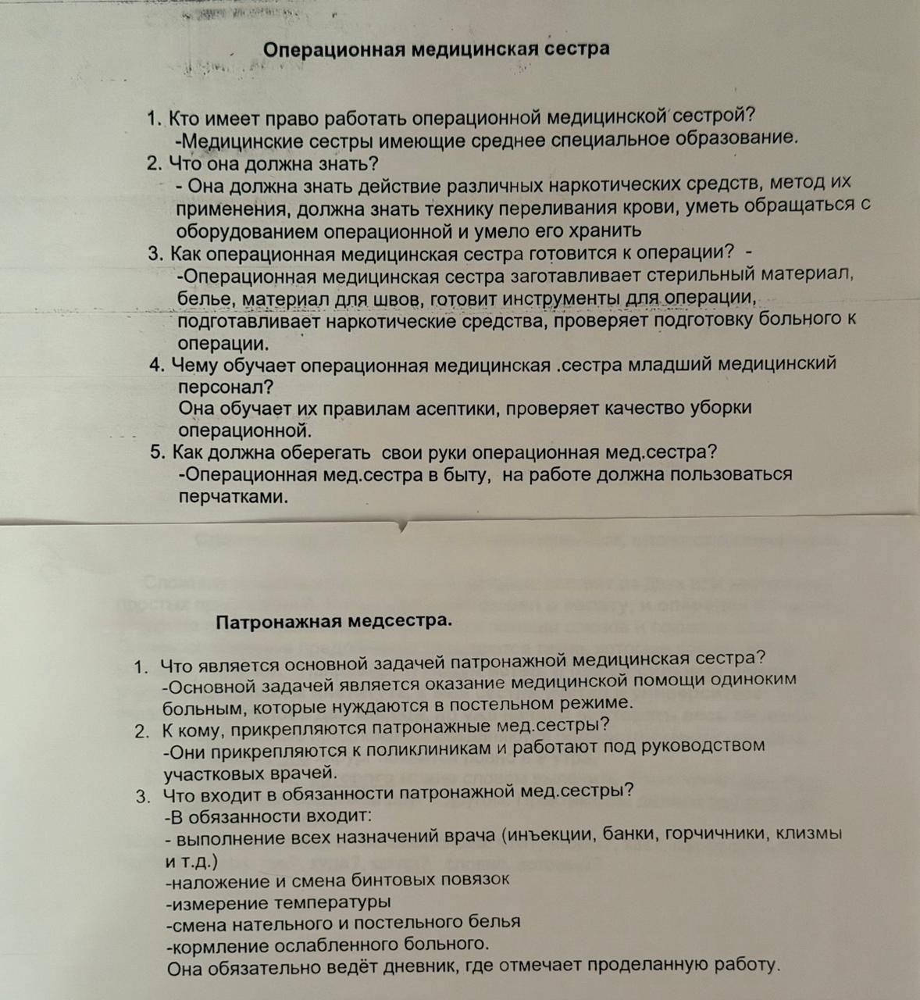 Операционная медицинская сестра
1. Кто имеет право работать операционной медицинской сестрой?
-Медицинские сестры имеющие среднее специальное образование.
2. Что она должна знать?
- Она должна знать действие различных наркотических средств, метод их
применения, должна знать технику переливания крови, уметь обращаться с
оборудованием операционной и умело его хранить
3. Как операционная медицинская сестра готовится к операции? -
-Операционная медицинская сестра заготавливает стерильный материал,
белье, материал для швов, готовит инструменты для операции,
подготавливает наркотические средства, проверяет подготовку больного к
операции.
4. Чему обучает операционная медицинская .сестра младший медицинский
персонал?
Она обучает их правилам асептики, проверяет качество уборки
операционной.
5. Как должна оберегать свои руки операционная мед.сестра?
-Операционная мед.сестра в быту, на работе должна пользоваться
перчатками.
Патронажная медсестра.
1. Что является основной задачей патронажной медицинская сестра?
-Основной задачей является оказание медицинской помощи одиноким
больным, которые нуждаются в постельном режиме.
2. К кому, прикрепляются патронажные мед.сестры?
-Они прикрепляются к поликлиникам и работают под руководством
участковых врачей.
3. Что входит в обязанности патронажной мед.сестры?
-В обязанности входит:
- выполнение всех назначений врача (инъекции, банки, горчичники, клизмы
и т.д.)
-наложение и смена бинтовых повязок
-измерение температуры
-смена нательного и постельного белья
-кормление ослабленного больного.
Она обязательно ведёт дневник, где отмечает проделанную работу.